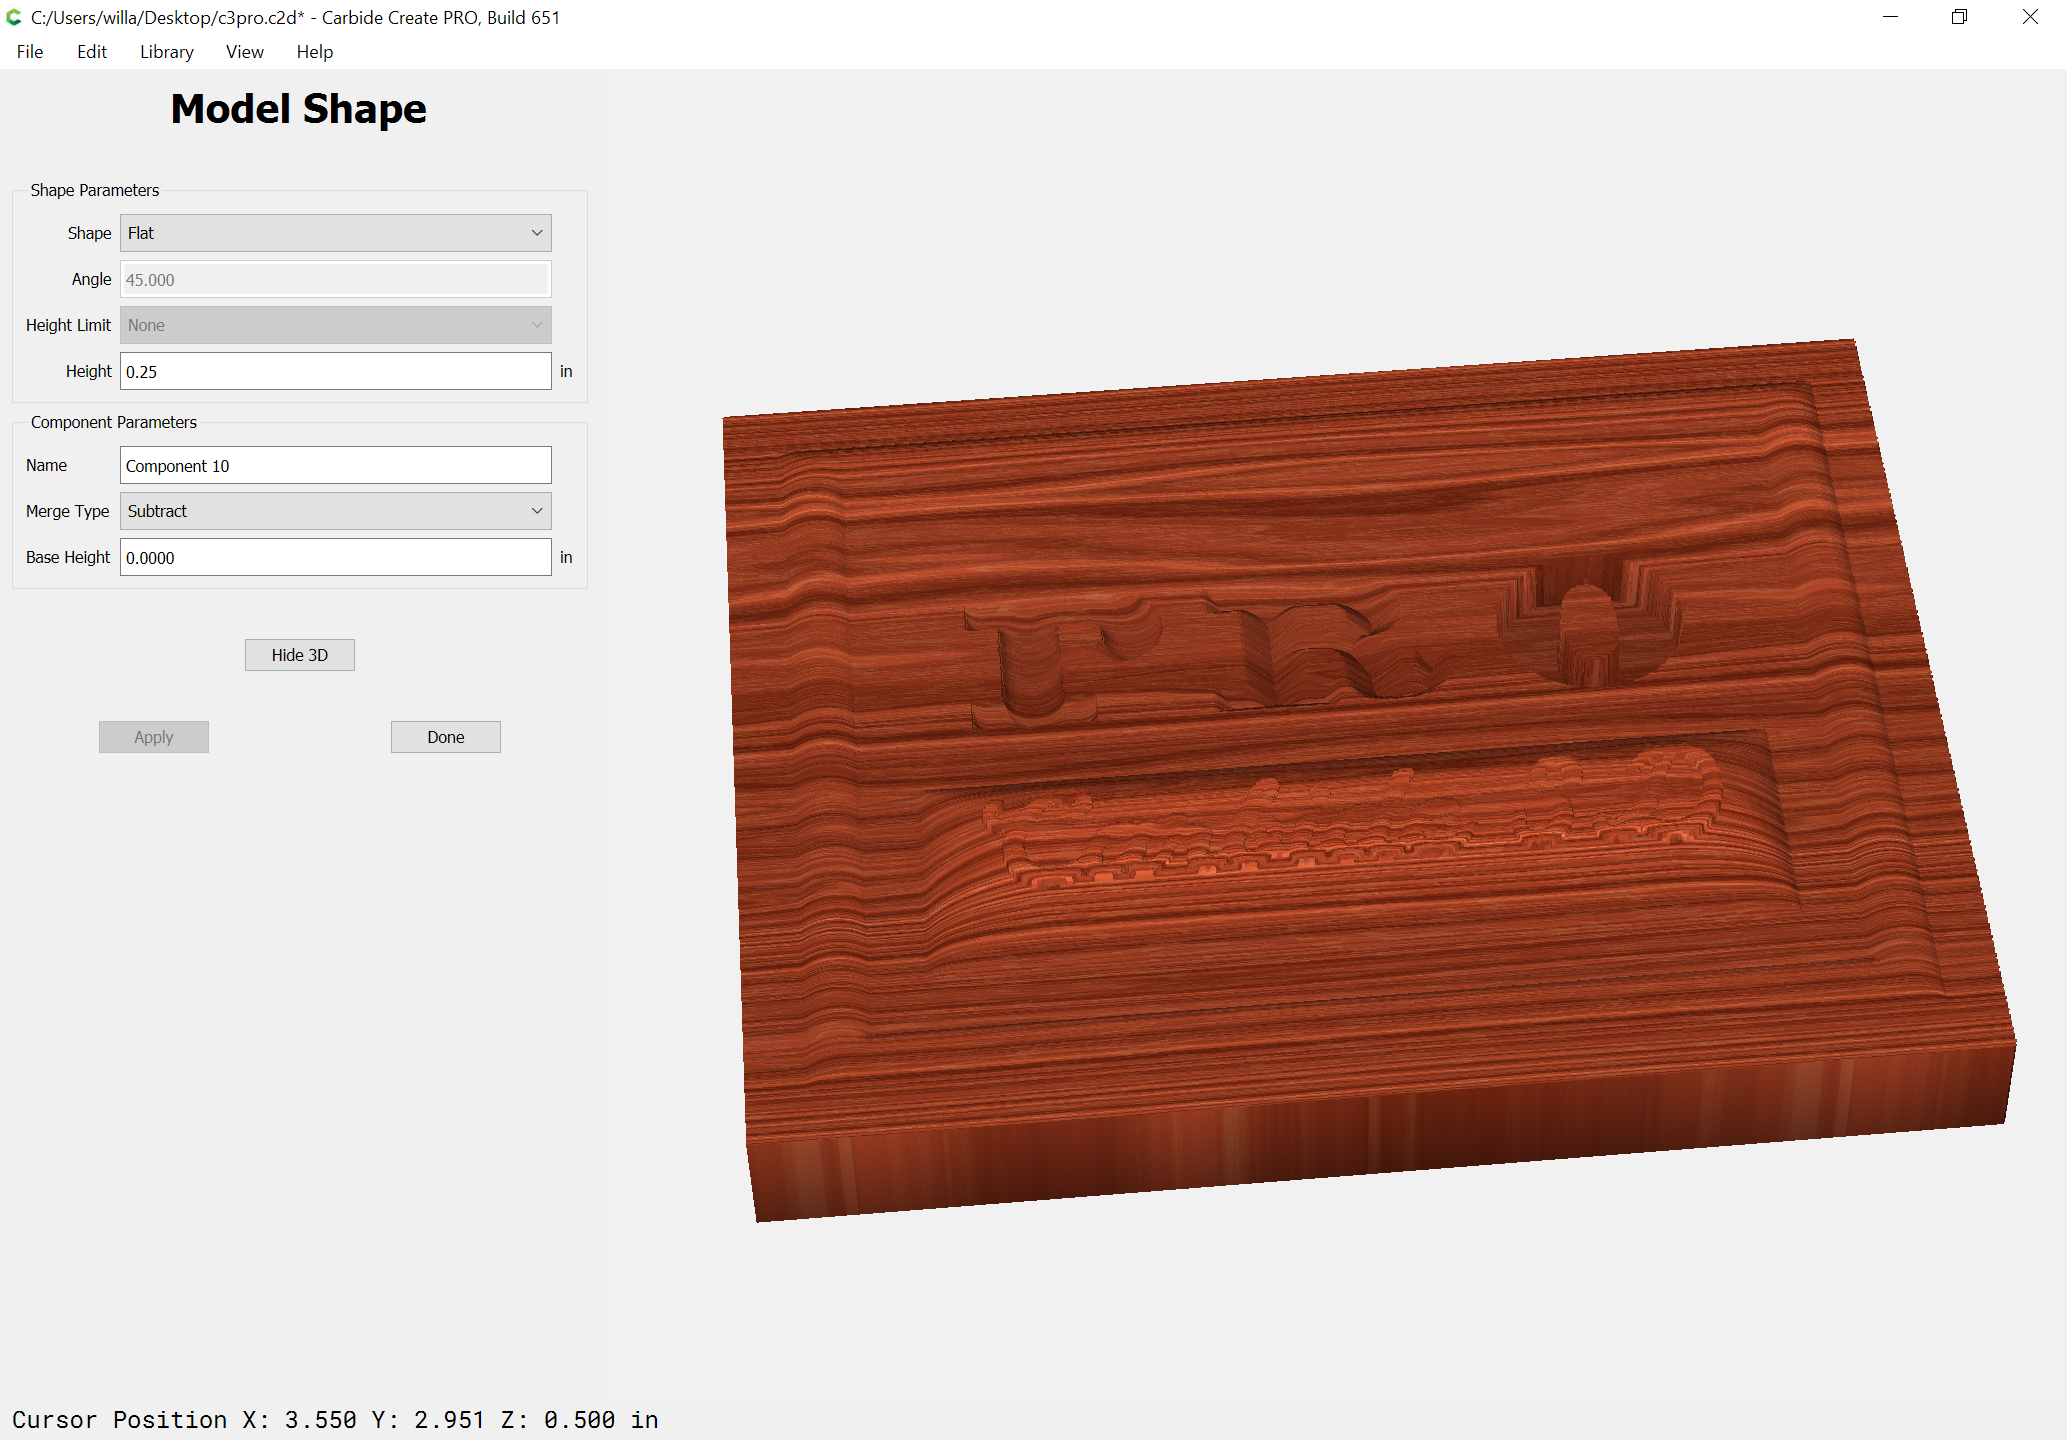 C:/Users/willa/Desktop/c3pro.c2d* - Carbide Create PRO, Build 651
File Edit Library View Help
Model Shape
Shape Parameters
Shape Flat
Angle 45.000
Height Limit None
Height 0.25 in
Component Parameters
Name Component 10
Merge Type Subtract
Base Height 0.0000 in
Hide 3D
Apply Done
PRO
Cursor Position X: 3.550 Y: 2.951 Z: 0.500 in